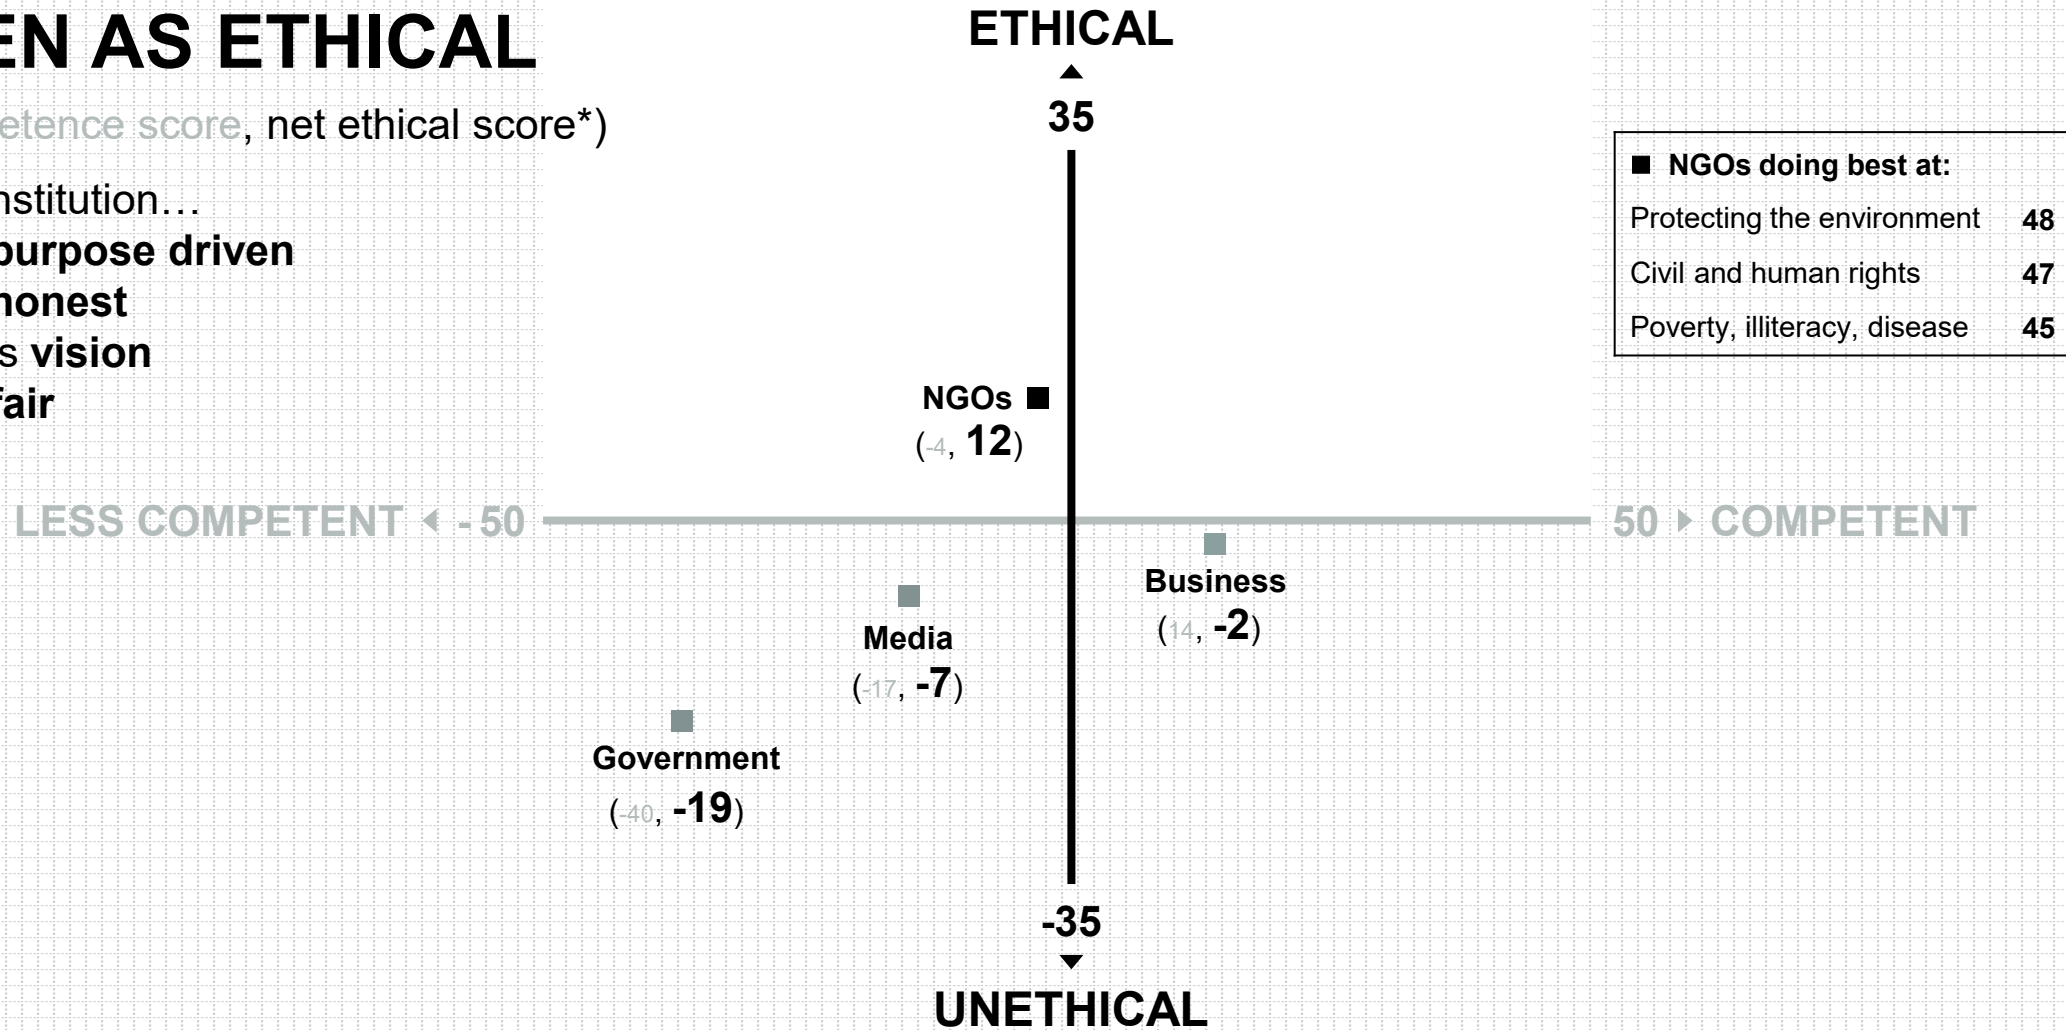 EN AS ETHICAL
etence score, net ethical score*)
nstitution…
purpose driven
honest
s vision
fair
ETHICAL
35
NGOs doing best at:
Protecting the environment 48
Civil and human rights 47
Poverty, illiteracy, disease 45
NGOs
(-4, 12)
LESS COMPETENT - 50
50 COMPETENT
Business
(14, -2)
Media
(-17, -7)
Government
(-40, -19)
-35
UNETHICAL